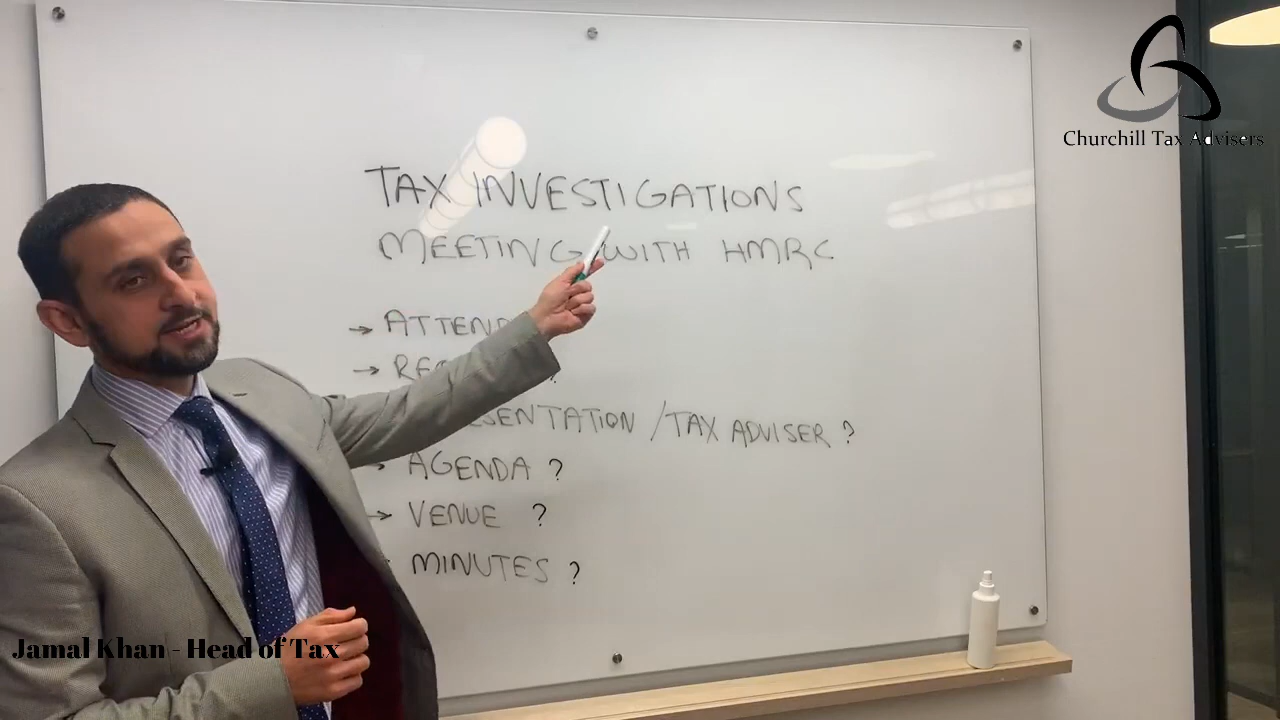 Churchill Tax Advisers
TAX INVESTIGATIONS
MEETING WITH HMRC
→ ATTEND
→ RE ?
ESENTATION / TAX ADVISER ?
→ AGENDA ?
→ VENUE ?
MINUTES ?
Jamal Khan - Head of Tax